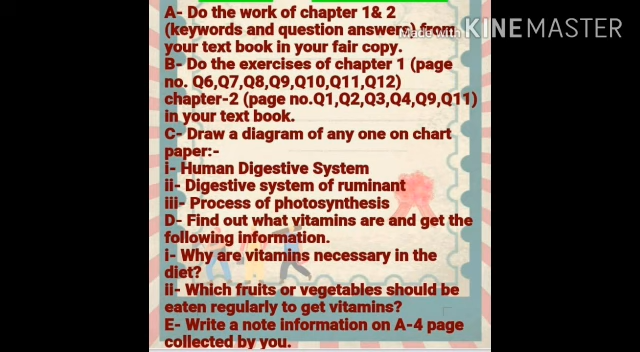 A- Do the work of chapter 1& 2
(keywords and question answers) from
your text book in your fair copy.
Made with KINEMASTER
B- Do the exercises of chapter 1 (page
no. Q6,Q7,Q8,Q9,Q10,Q11,Q12)
chapter-2 (page no.Q1,Q2,Q3,Q4,Q9,Q11)
in your text book.
C- Draw a diagram of any one on chart
paper:-
i- Human Digestive System
ii- Digestive system of ruminant
iii- Process of photosynthesis
D- Find out what vitamins are and get the
following information.
i- Why are vitamins necessary in the
diet?
ii- Which fruits or vegetables should be
eaten regularly to get vitamins?
E- Write a note information on A-4 page
collected by you.